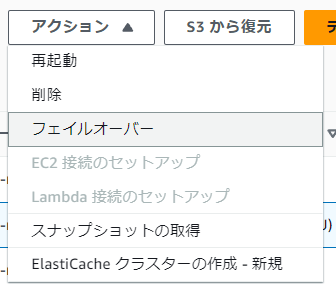 アクション ▲
S3 から復元
再起動
削除
フェイルオーバー
EC2 接続のセットアップ
Lambda 接続のセットアップ
スナップショットの取得
ElastiCache クラスターの作成 - 新規